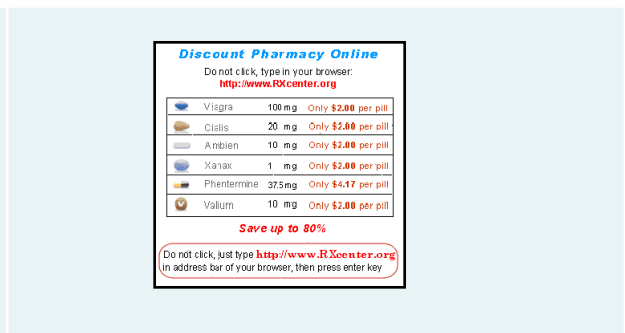 Discount Pharmacy Online
Do not click, type in your browser:
http://www.RXcenter.org
Viagra 100 mg Only $2.00 per pill
Cialis 20 mg Only $2.00 per pill
Ambien 10 mg Only $2.00 per pill
Xanax 1 mg Only $2.00 per pill
Phentermine 37.5mg Only $4.17 per pill
Valium 10 mg Only $2.00 per pill
Save up to 80%
Do not click, just type http://www.RXcenter.org
in address bar of your browser, then press enter key